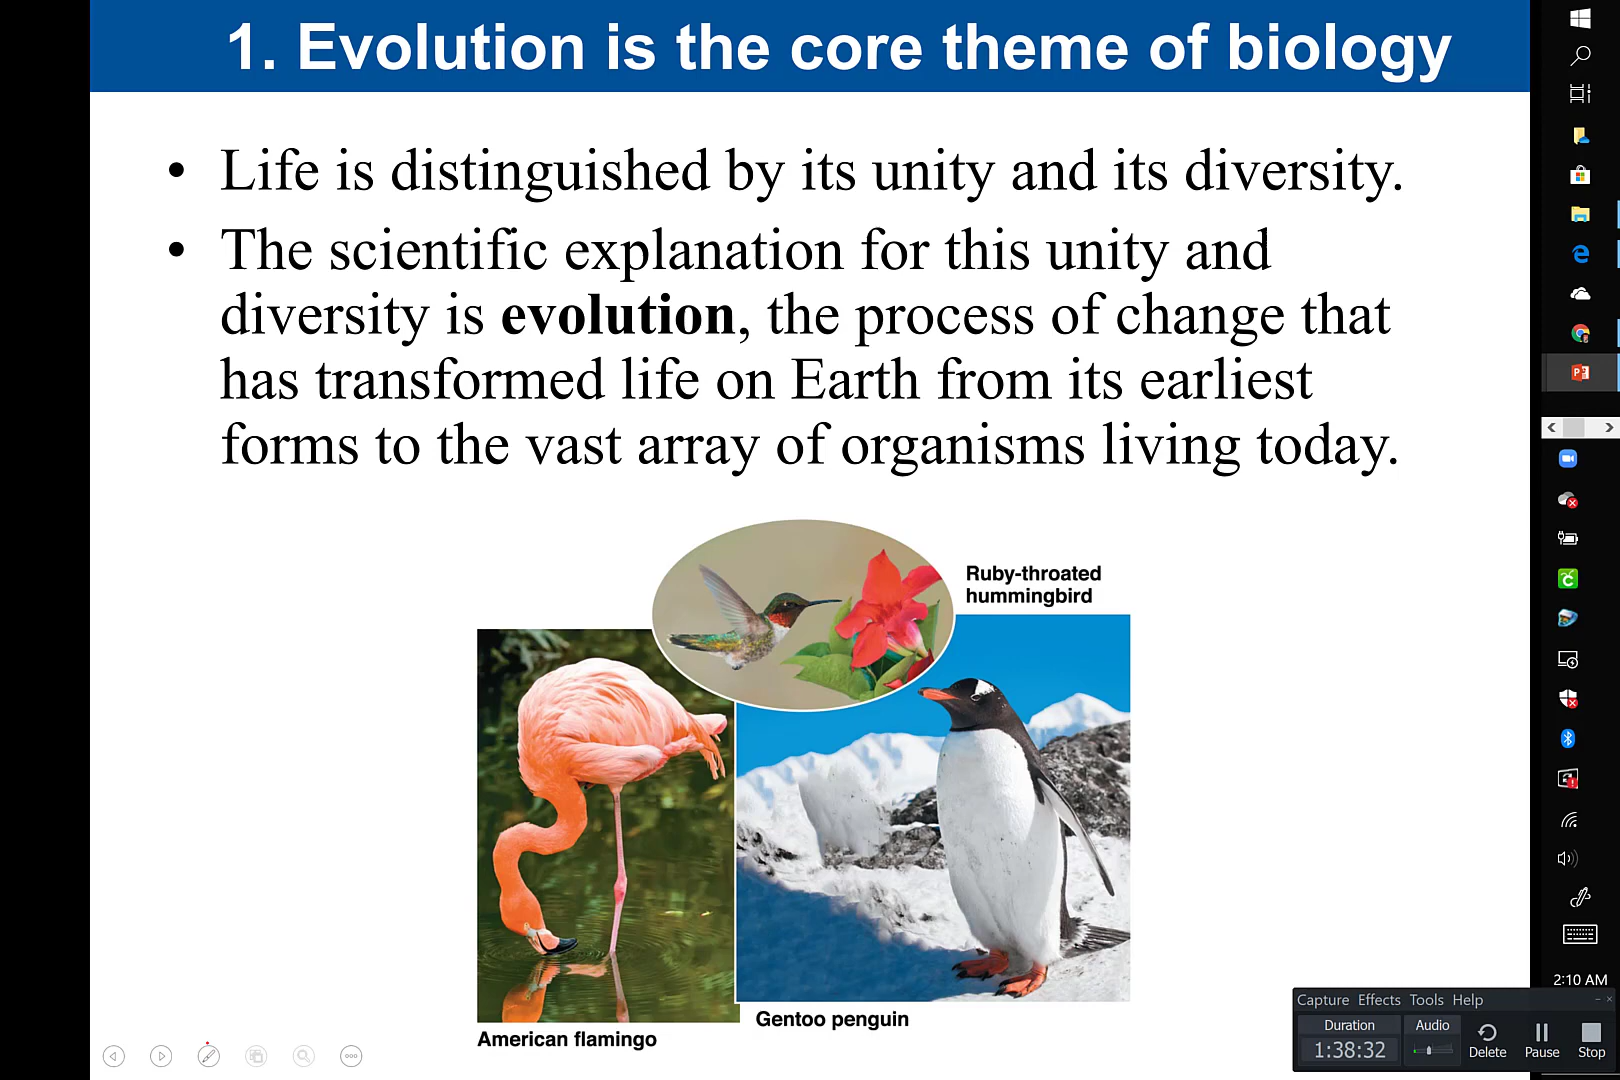 1. Evolution is the core theme of biology
• Life is distinguished by its unity and its diversity.
• The scientific explanation for this unity and
diversity is evolution, the process of change that
has transformed life on Earth from its earliest
forms to the vast array of organisms living today.
Ruby-throated
hummingbird
Gentoo penguin
American flamingo
2:10 AM
Capture Effects Tools Help
Duration
1:38:32
Audio
Delete
Pause
Stop